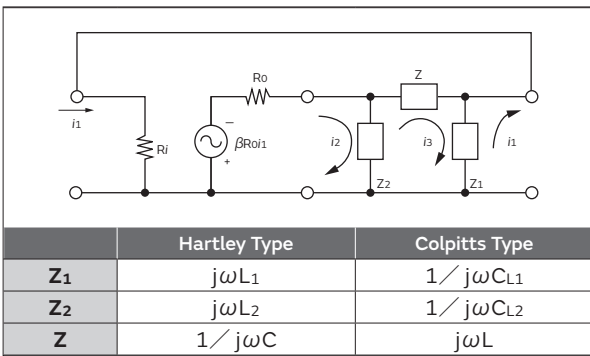 Ro
Z
i1
Ri
−
βRoi1
+
i2
i3
i1
Z2
Z1
Hartley Type Colpitts Type
Z1 jωL1 1／jωCL1
Z2 jωL2 1／jωCL2
Z 1／jωC jωL